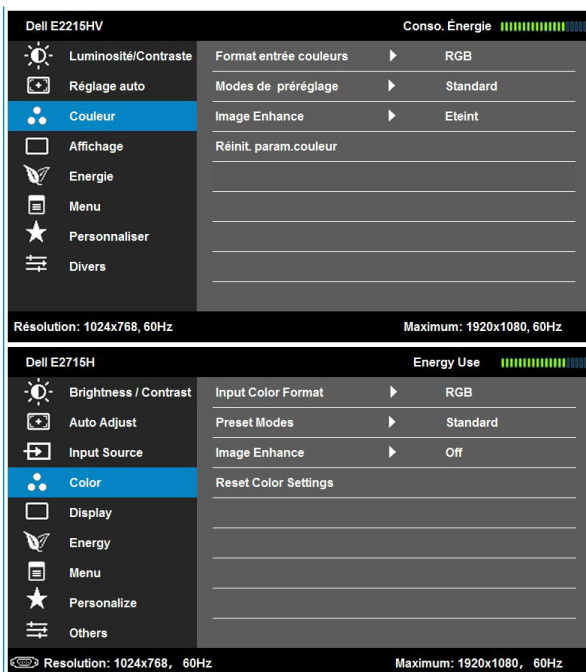 Dell E2215HV Conso. Énergie
Luminosité/Contraste Format entrée couleurs RGB
Réglage auto Modes de préréglage Standard
Couleur Image Enhance Eteint
Affichage Réinit. param.couleur
Energie
Menu
Personnaliser
Divers
Résolution: 1024x768, 60Hz Maximum: 1920x1080, 60Hz
Dell E2715H Energy Use
Brightness / Contrast Input Color Format RGB
Auto Adjust Preset Modes Standard
Input Source Image Enhance Off
Color Reset Color Settings
Display
Energy
Menu
Personalize
Others
Resolution: 1024x768, 60Hz Maximum: 1920x1080, 60Hz